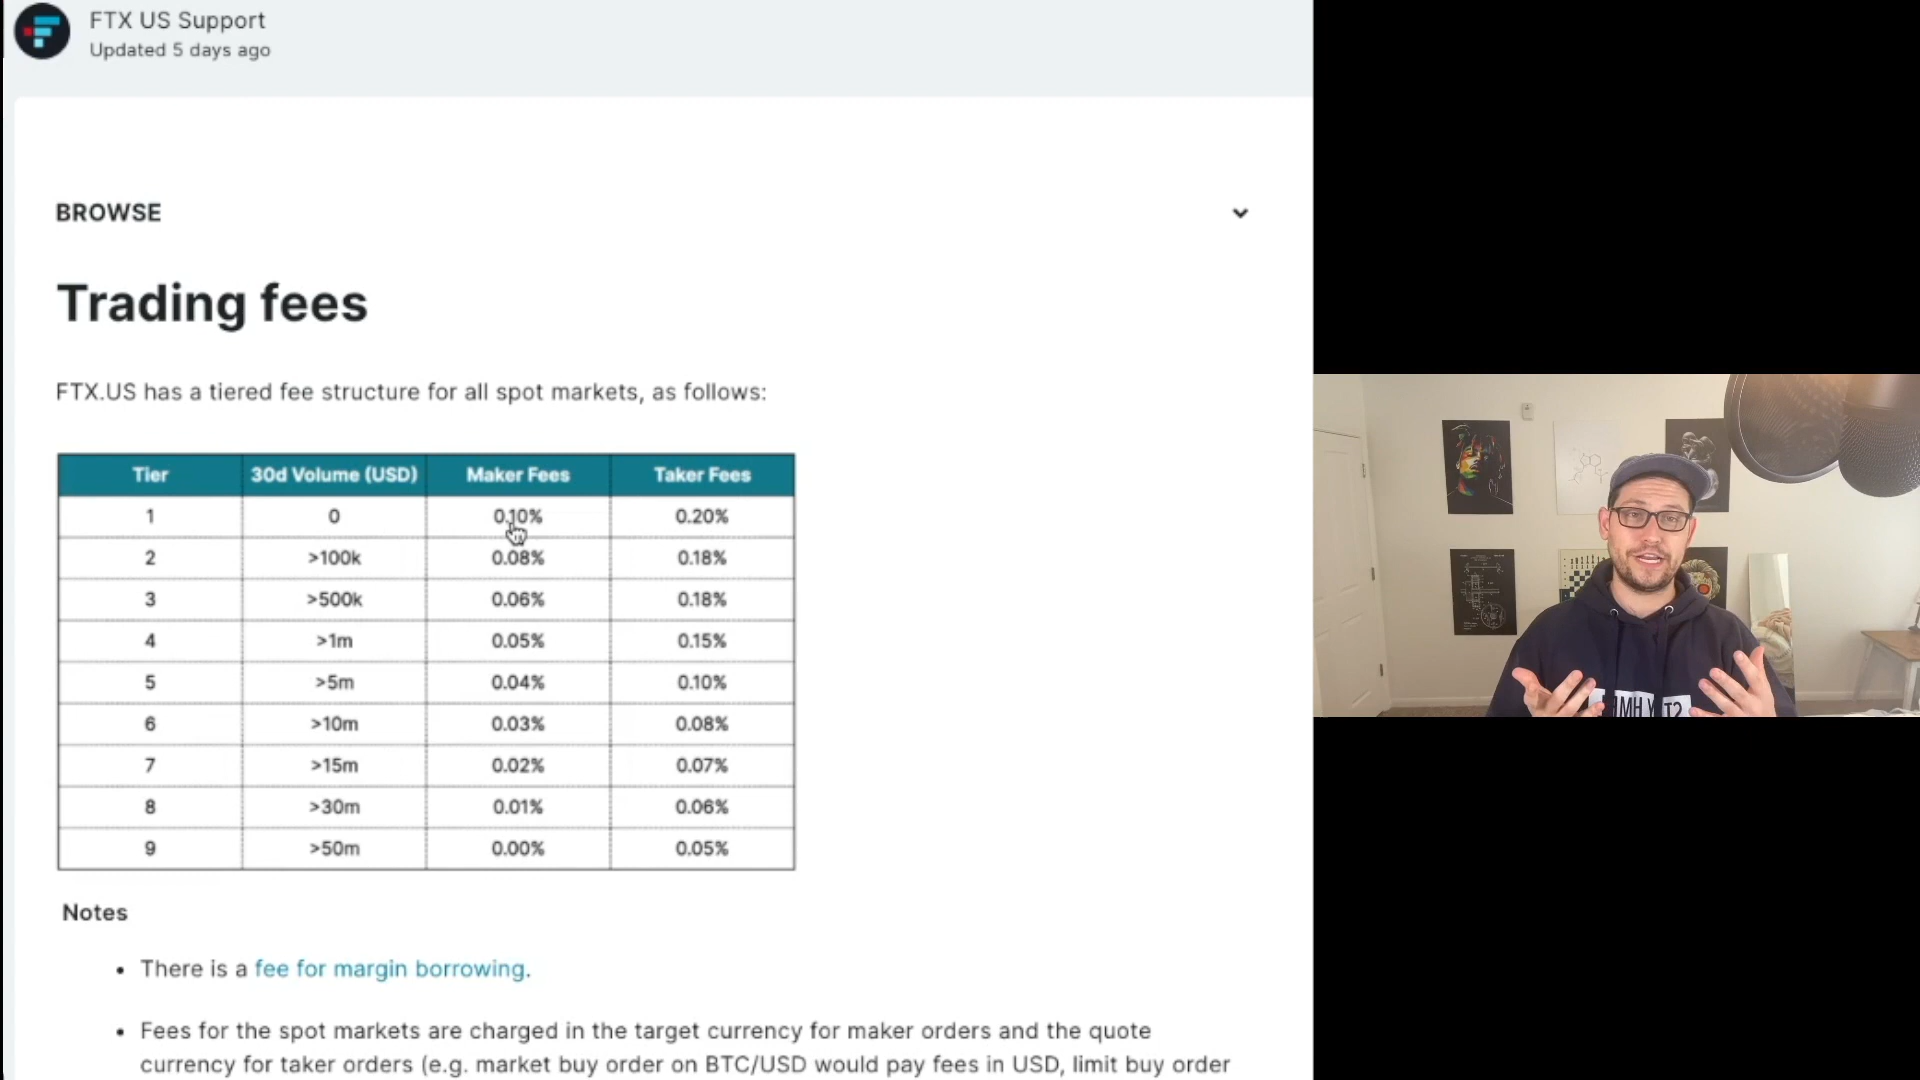 FTX US Support
Updated 5 days ago
BROWSE
Trading fees
FTX.US has a tiered fee structure for all spot markets, as follows:
Tier 30d Volume (USD) Maker Fees Taker Fees
1 0 0.10% 0.20%
2 >100k 0.08% 0.18%
3 >500k 0.06% 0.18%
4 >1m 0.05% 0.15%
5 >5m 0.04% 0.10%
6 >10m 0.03% 0.08%
7 >15m 0.02% 0.07%
8 >30m 0.01% 0.06%
9 >50m 0.00% 0.05%
Notes
• There is a fee for margin borrowing.
• Fees for the spot markets are charged in the target currency for maker orders and the quote
currency for taker orders (e.g. market buy order on BTC/USD would pay fees in USD, limit buy order